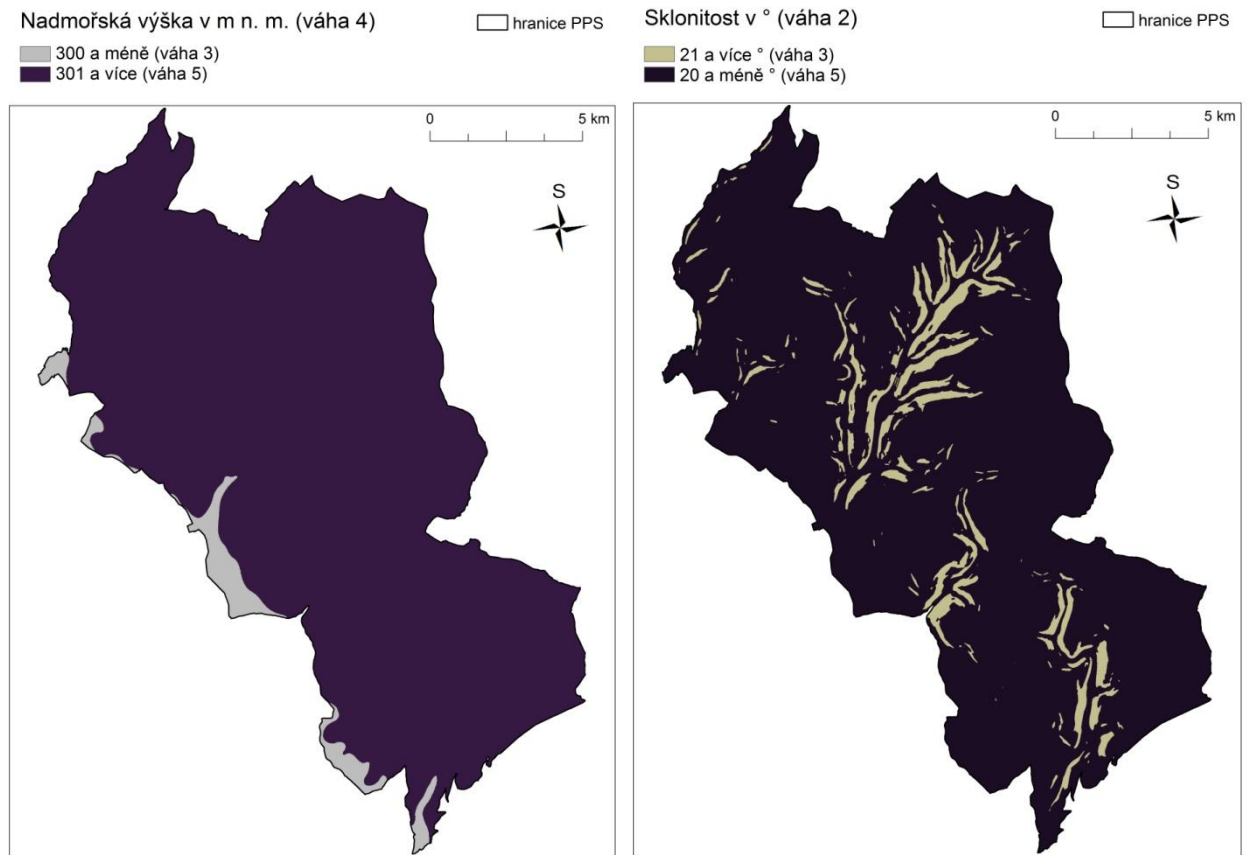 Nadmořská výška v m n. m. (váha 4)
hranice PPS
300 a méně (váha 3)
301 a více (váha 5)
0
5 km
S
Sklonitost v ° (váha 2)
hranice PPS
21 a více ° (váha 3)
20 a méně ° (váha 5)
0
5 km
S